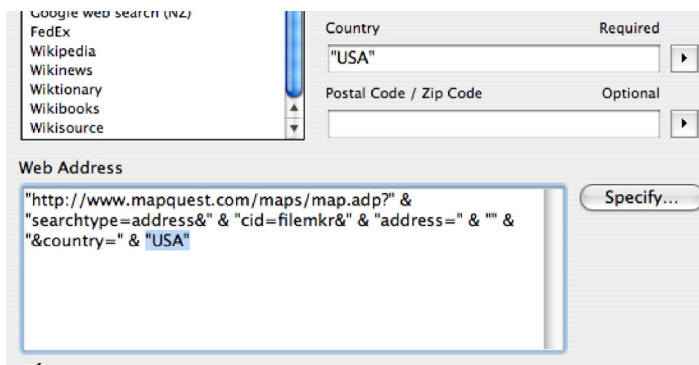 Google web search (NZ)
FedEx
Wikipedia
Wikinews
Wiktionary
Wikibooks
Wikisource
Country Required
"USA"
Postal Code / Zip Code Optional
Web Address
"http://www.mapquest.com/maps/map.adp?" &
"searchtype=address&" & "cid=filemkr&" & "address=" & "" &
"&country=" & "USA"
Specify...